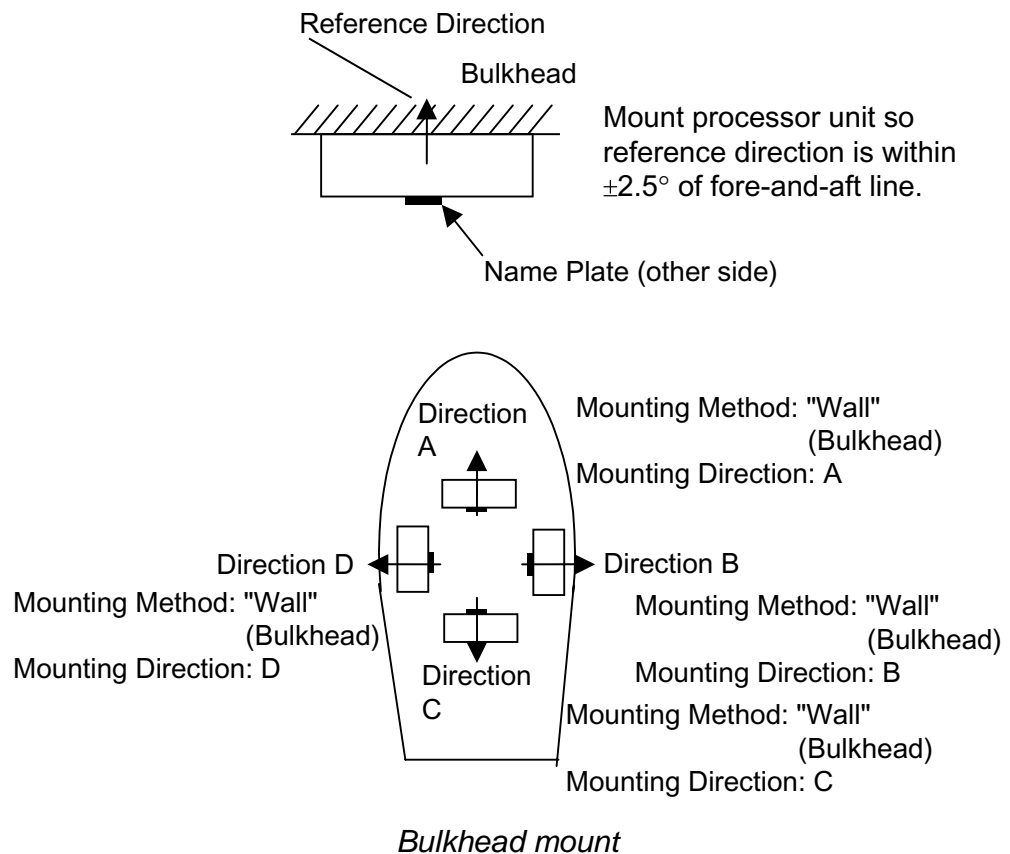 Reference Direction
Bulkhead
Mount processor unit so
reference direction is within
±2.5° of fore-and-aft line.
Name Plate (other side)
Direction
A
Mounting Method: "Wall"
(Bulkhead)
Mounting Direction: A
Direction D
Mounting Method: "Wall"
(Bulkhead)
Mounting Direction: D
Direction B
Mounting Method: "Wall"
(Bulkhead)
Mounting Direction: B
Direction
C
Mounting Method: "Wall"
(Bulkhead)
Mounting Direction: C
Bulkhead mount